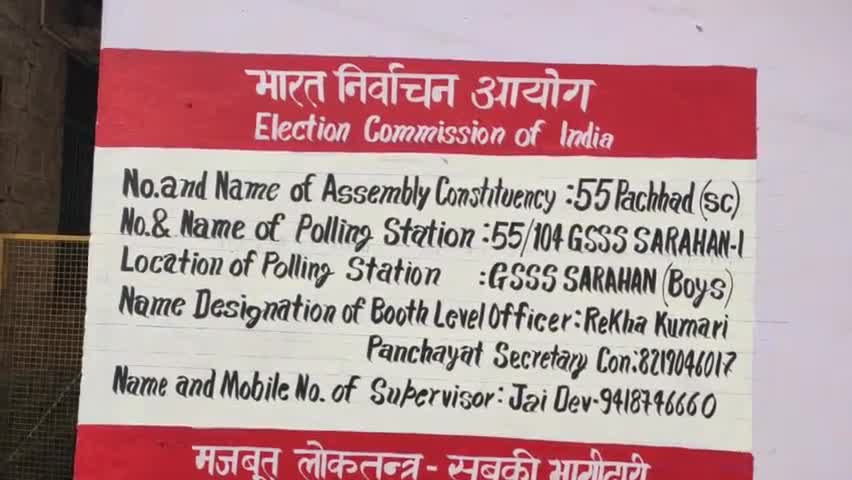 भारत निर्वाचन आयोग
Election Commission of India
No.and Name of Assembly Constituency :55 Pachhad (SC)
No.& Name of Polling Station :55/104 GSSS SARAHAN-1
Location of Polling Station :GSSS SARAHAN (Boys)
Name Designation of Booth Level Officer: Rekha Kumari
Panchayat Secretary Con:8219046017
Name and Mobile No. of Supervisor: Jai Dev-9418746660
मजबूत लोकतन्त्र - सबकी भागीदारी